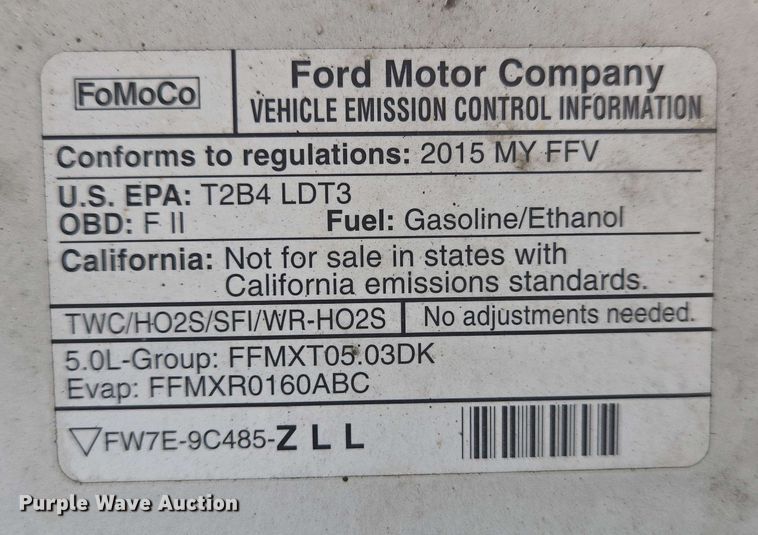 FoMoCo
Ford Motor Company
VEHICLE EMISSION CONTROL INFORMATION
Conforms to regulations: 2015 MY FFV
U.S. EPA: T2B4 LDT3
OBD: F II Fuel: Gasoline/Ethanol
California: Not for sale in states with
California emissions standards.
TWC/HO2S/SFI/WR-HO2S No adjustments needed.
5.0L-Group: FFMXT05.03DK
Evap: FFMXR0160ABC
FW7E-9C485-ZLL
Purple Wave Auction